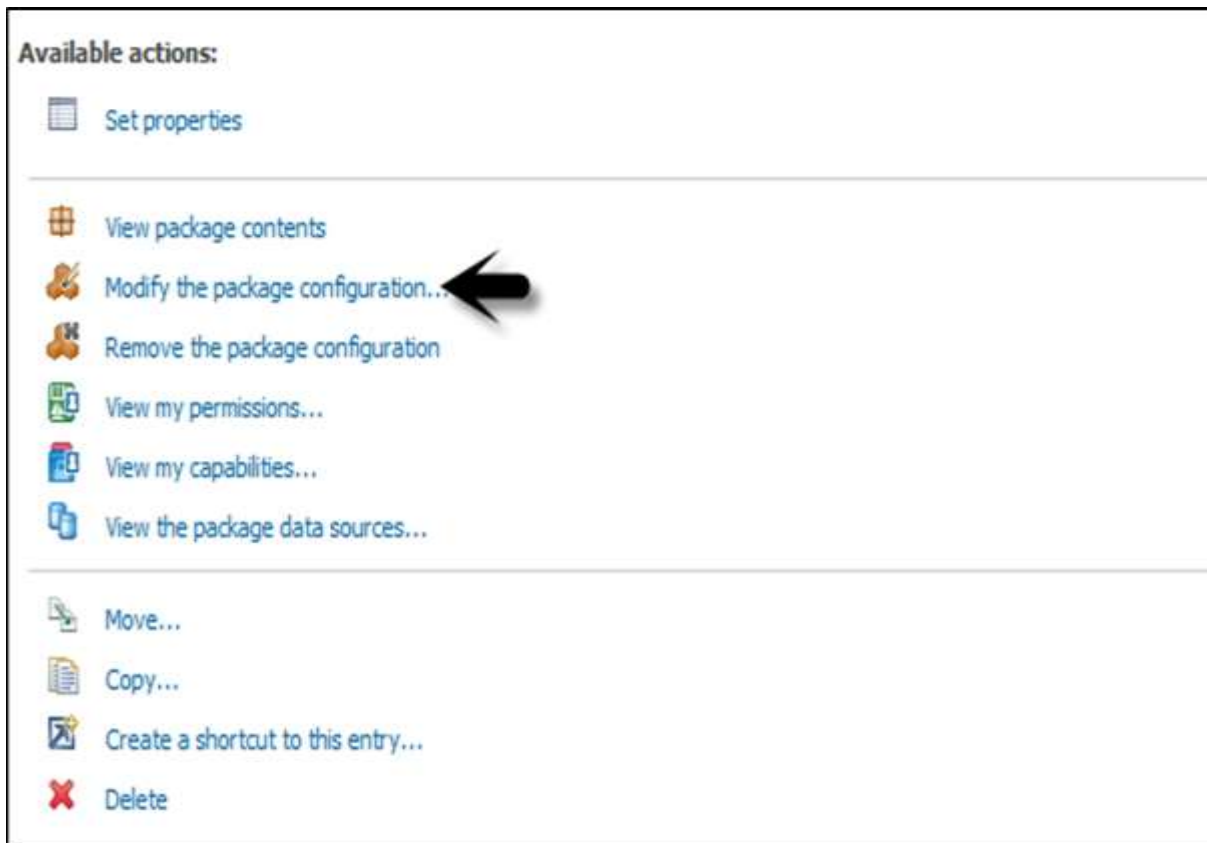 Available actions:
Set properties
View package contents
Modify the package configuration...
Remove the package configuration
View my permissions...
View my capabilities...
View the package data sources...
Move...
Copy...
Create a shortcut to this entry...
Delete